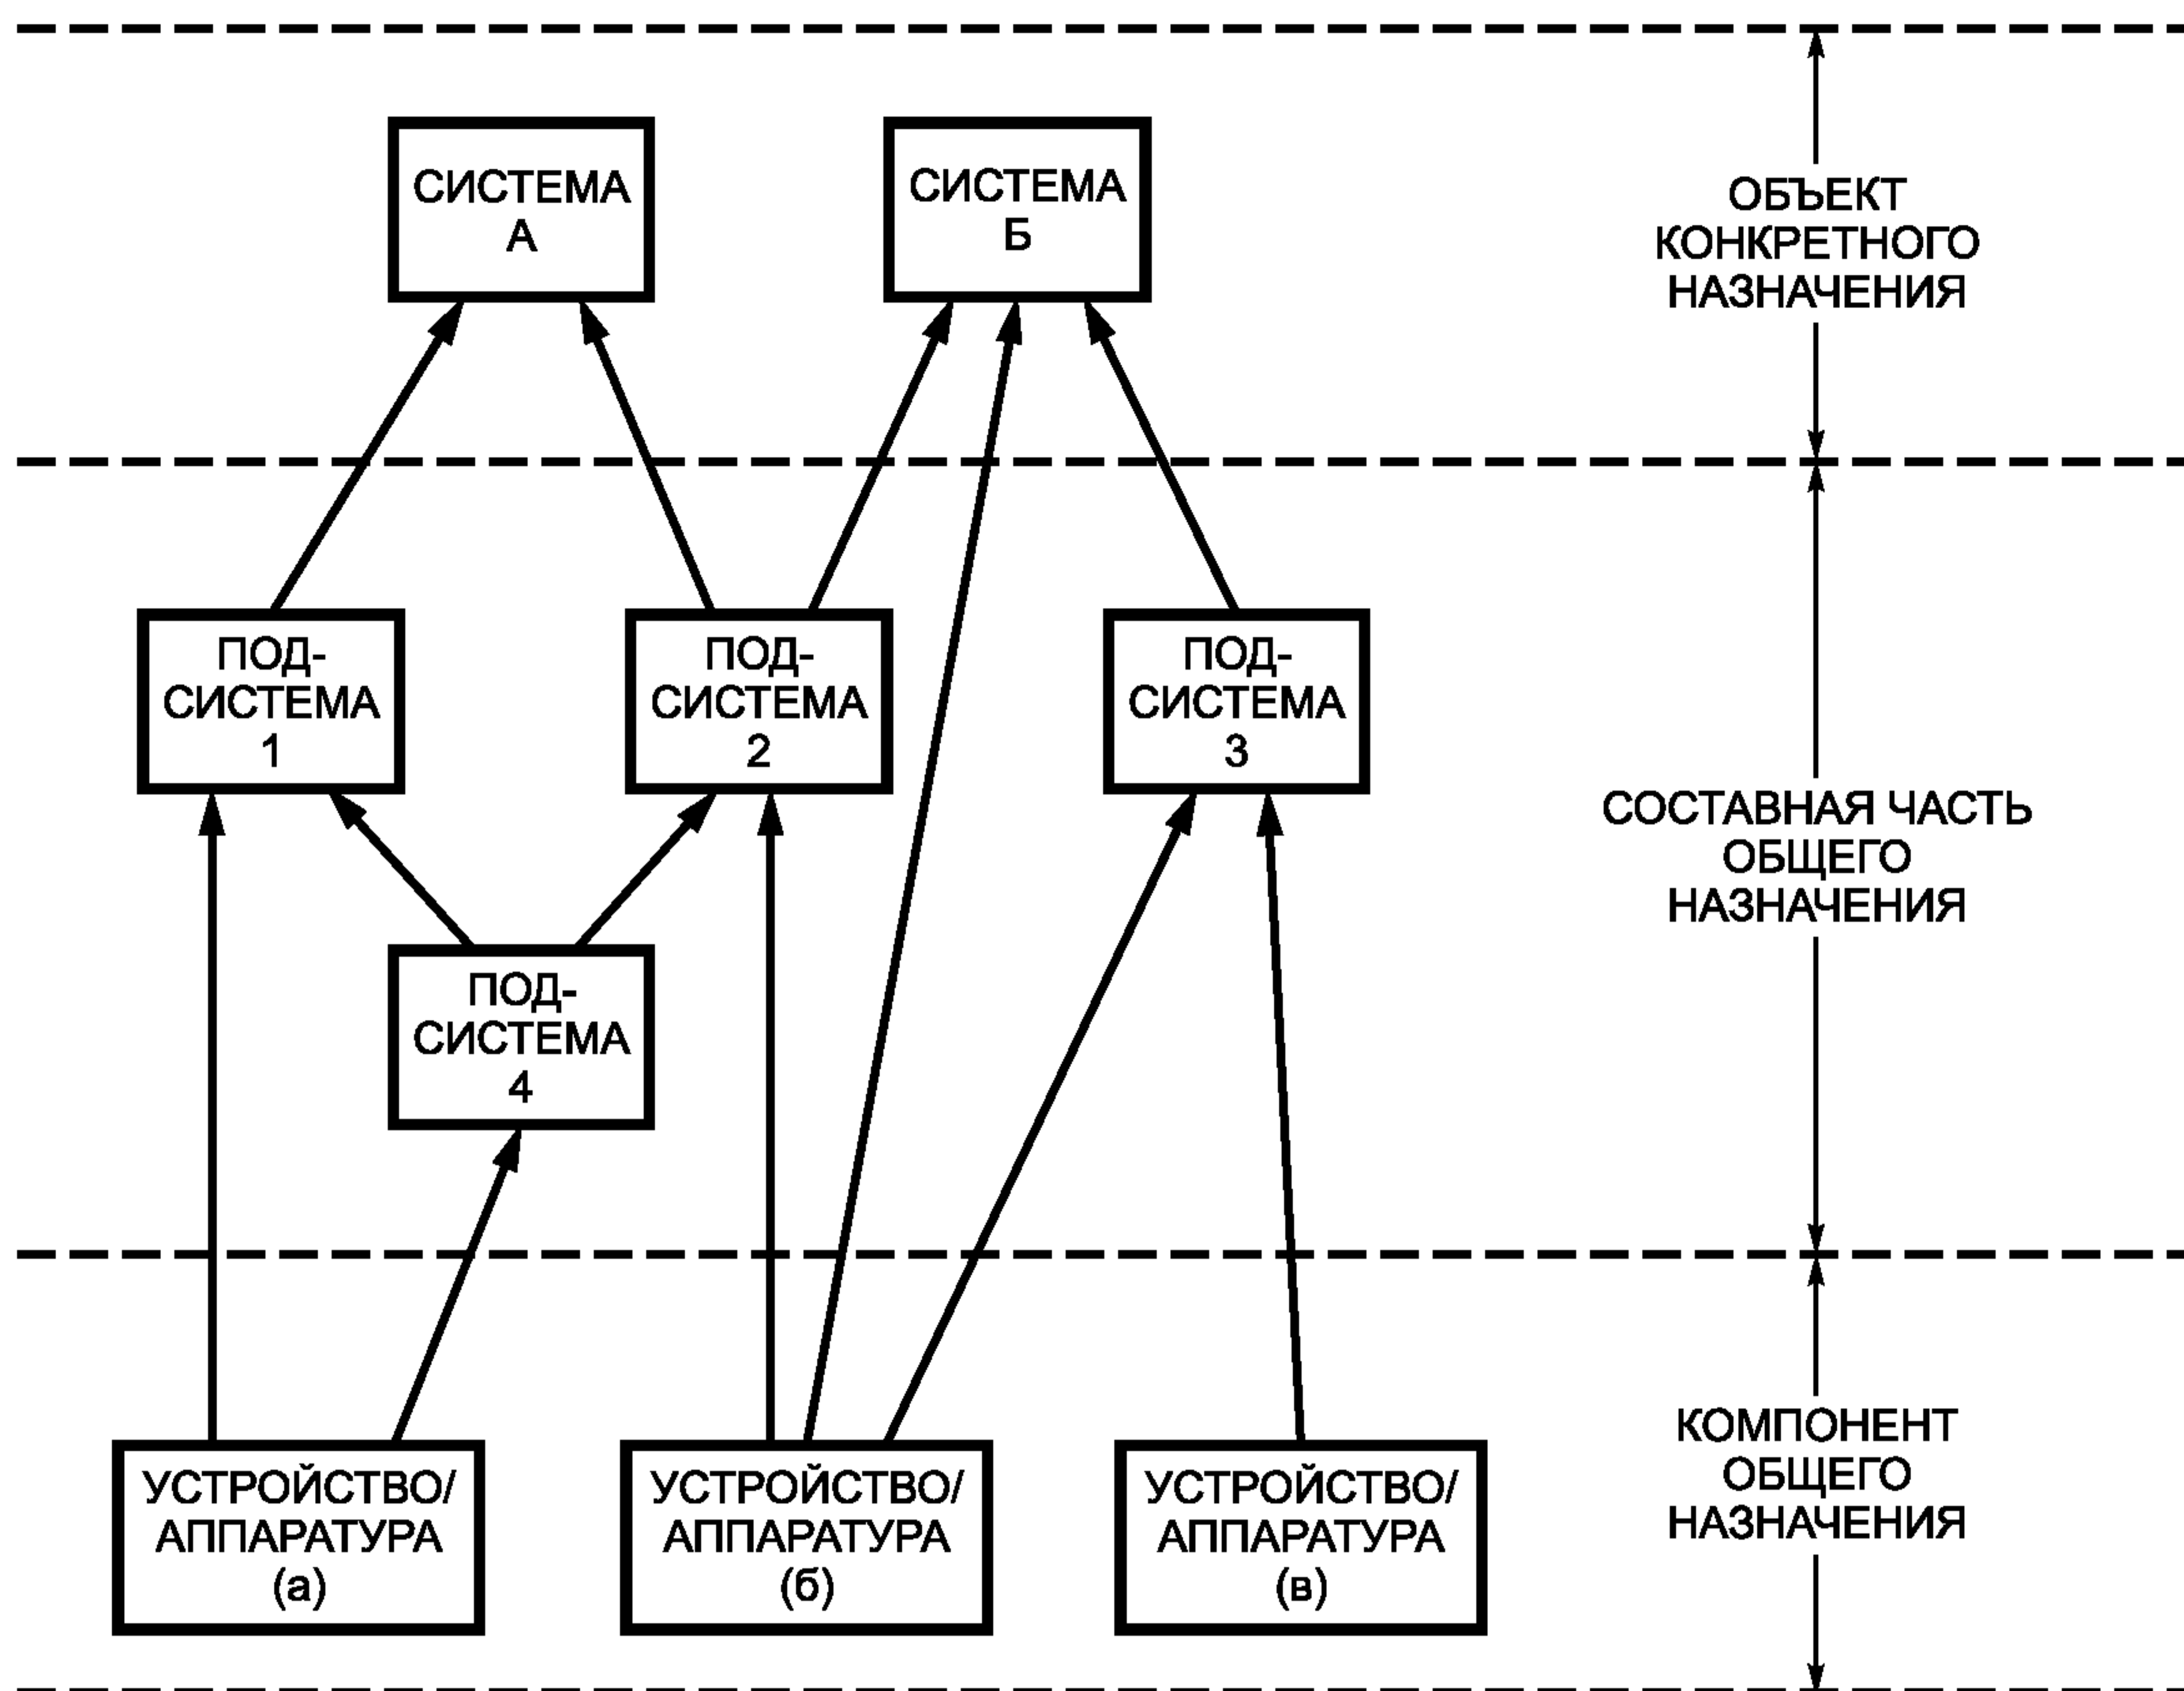 СИСТЕМА
А
СИСТЕМА
Б
ОБЪЕКТ
КОНКРЕТНОГО
НАЗНАЧЕНИЯ
ПОД-
СИСТЕМА
1
ПОД-
СИСТЕМА
2
ПОД-
СИСТЕМА
3
СОСТАВНАЯ ЧАСТЬ
ОБЩЕГО
НАЗНАЧЕНИЯ
ПОД-
СИСТЕМА
4
УСТРОЙСТВО/
АППАРАТУРА
(а)
УСТРОЙСТВО/
АППАРАТУРА
(б)
УСТРОЙСТВО/
АППАРАТУРА
(в)
КОМПОНЕНТ
ОБЩЕГО
НАЗНАЧЕНИЯ